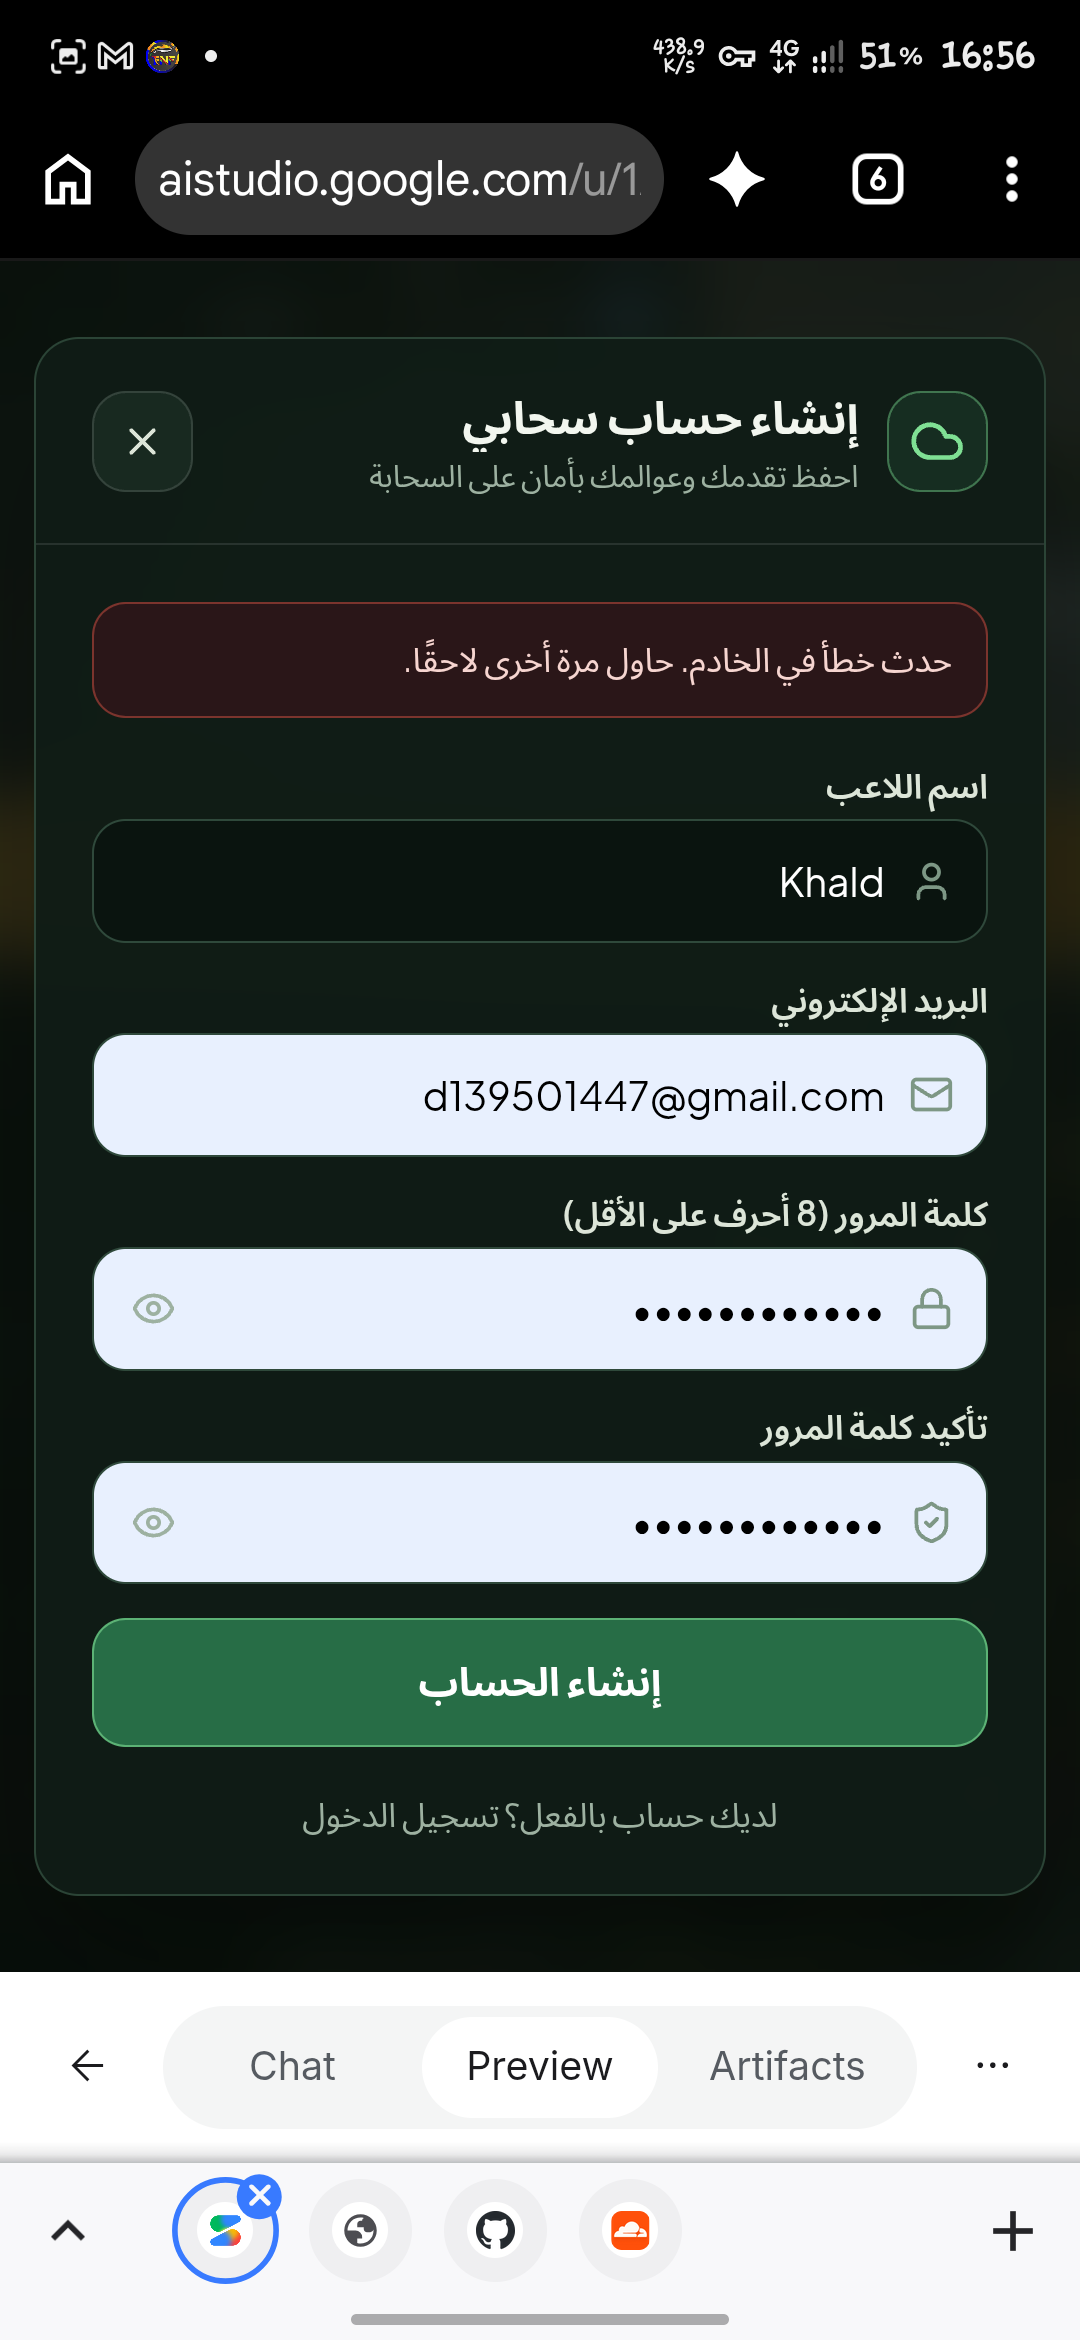 438.9 K/s 4G 51% 16:56
aistudio.google.com/u/1
6
إنشاء حساب سحابي
احفظ تقدمك وعوالمك بأمان على السحابة
حدث خطأ في الخادم. حاول مرة أخرى لاحقًا.
اسم اللاعب
Khald
البريد الإلكتروني
d139501447@gmail.com
كلمة المرور (8 أحرف على الأقل)
••••••••••••
تأكيد كلمة المرور
••••••••••••
إنشاء الحساب
لديك حساب بالفعل؟ تسجيل الدخول
Chat Preview Artifacts